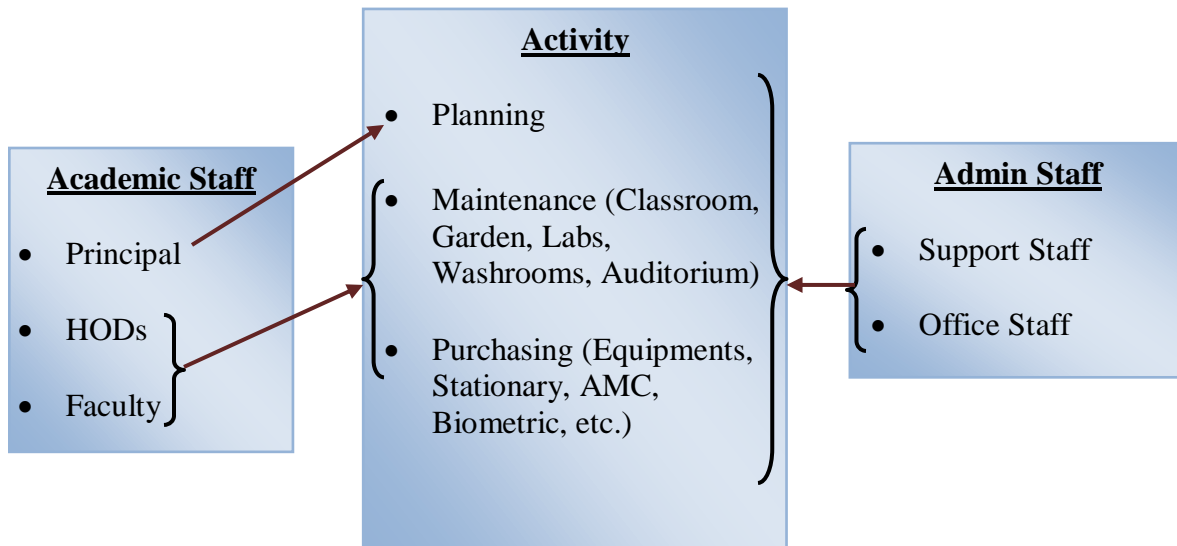 Academic Staff
• Principal
• HODs
• Faculty
Activity
• Planning
• Maintenance (Classroom,
Garden, Labs,
Washrooms, Auditorium)
• Purchasing (Equipments,
Stationary, AMC,
Biometric, etc.)
Admin Staff
• Support Staff
• Office Staff